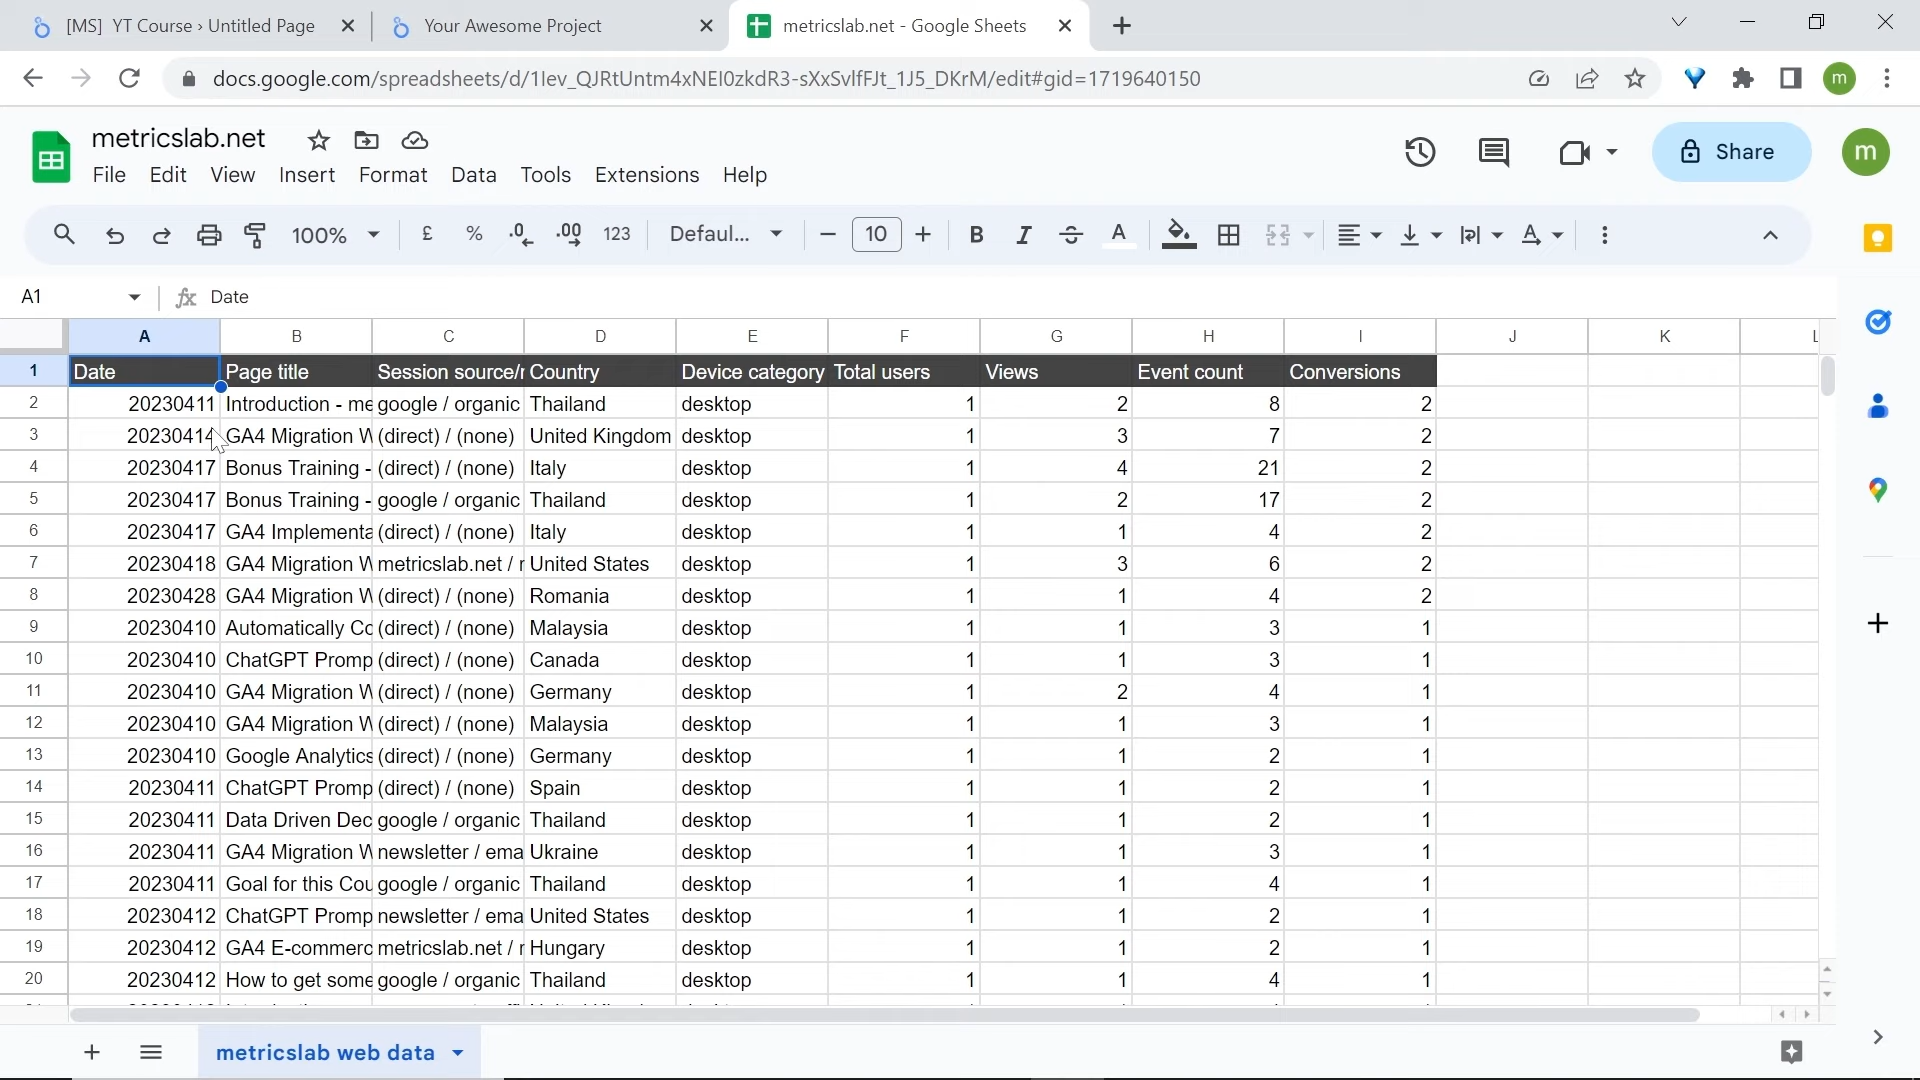 [MS] YT Course › Untitled Page
Your Awesome Project
metricslab.net - Google Sheets
docs.google.com/spreadsheets/d/1Iev_QJRtUntm4xNEI0zkdR3-sXxSvIfFJt_1J5_DKrM/edit#gid=1719640150
m
metricslab.net
Share
m
File Edit View Insert Format Data Tools Extensions Help
100% £ % .0 .00 123 Defaul... 10 B I A
A1 fx Date
A B C D E F G H I J K L
1 Date Page title Session source/ Country Device category Total users Views Event count Conversions
2 20230411 Introduction - me google / organic Thailand desktop 1 2 8 2
3 20230414 GA4 Migration (direct) / (none) United Kingdom desktop 1 3 7 2
4 20230417 Bonus Training - (direct) / (none) Italy desktop 1 4 21 2
5 20230417 Bonus Training - google / organic Thailand desktop 1 2 17 2
6 20230417 GA4 Implementa (direct) / (none) Italy desktop 1 1 4 2
7 20230418 GA4 Migration metricslab.net / United States desktop 1 3 6 2
8 20230428 GA4 Migration (direct) / (none) Romania desktop 1 1 4 2
9 20230410 Automatically Co (direct) / (none) Malaysia desktop 1 1 3 1
10 20230410 ChatGPT Promp (direct) / (none) Canada desktop 1 1 3 1
11 20230410 GA4 Migration (direct) / (none) Germany desktop 1 2 4 1
12 20230410 GA4 Migration (direct) / (none) Malaysia desktop 1 1 3 1
13 20230410 Google Analytics (direct) / (none) Germany desktop 1 1 2 1
14 20230411 ChatGPT Promp (direct) / (none) Spain desktop 1 1 2 1
15 20230411 Data Driven Dec google / organic Thailand desktop 1 1 2 1
16 20230411 GA4 Migration newsletter / ema Ukraine desktop 1 1 3 1
17 20230411 Goal for this Cou google / organic Thailand desktop 1 1 4 1
18 20230412 ChatGPT Promp newsletter / ema United States desktop 1 1 2 1
19 20230412 GA4 E-commerc metricslab.net / Hungary desktop 1 1 2 1
20 20230412 How to get some google / organic Thailand desktop 1 1 4 1
metricslab web data